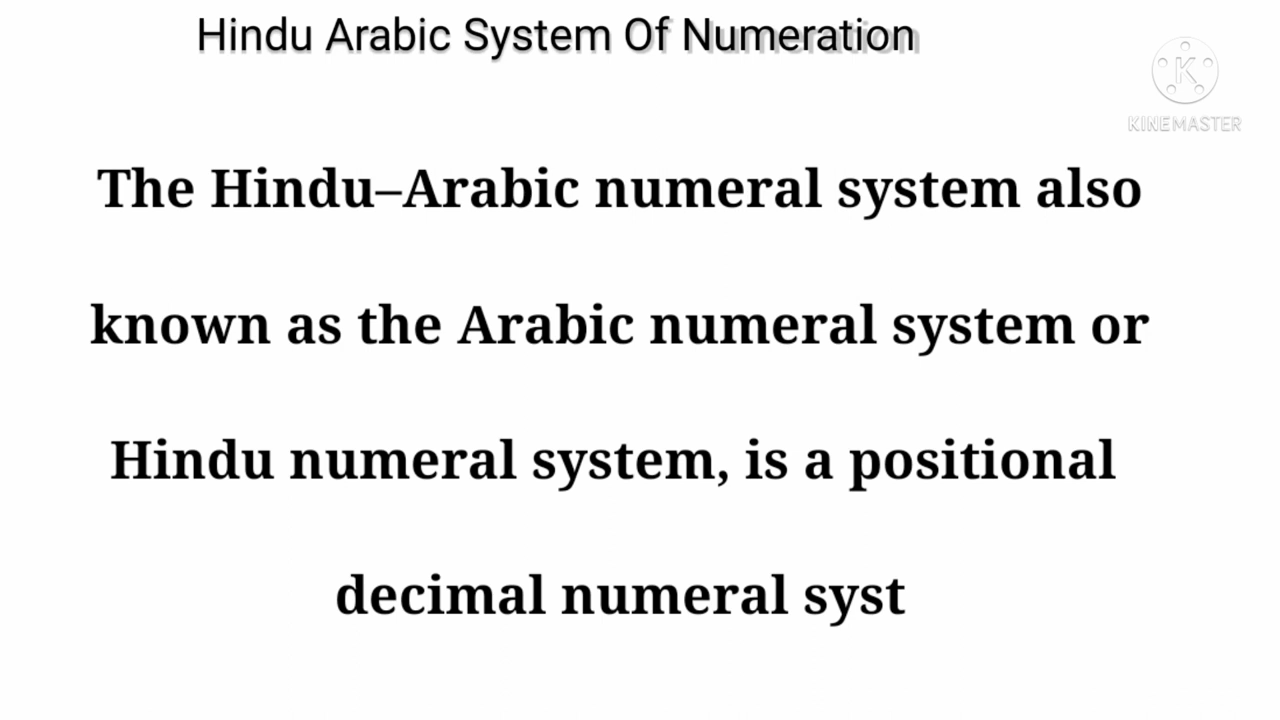 Hindu Arabic System Of Numeration
K
KINEMASTER
The Hindu–Arabic numeral system also
known as the Arabic numeral system or
Hindu numeral system, is a positional
decimal numeral syst